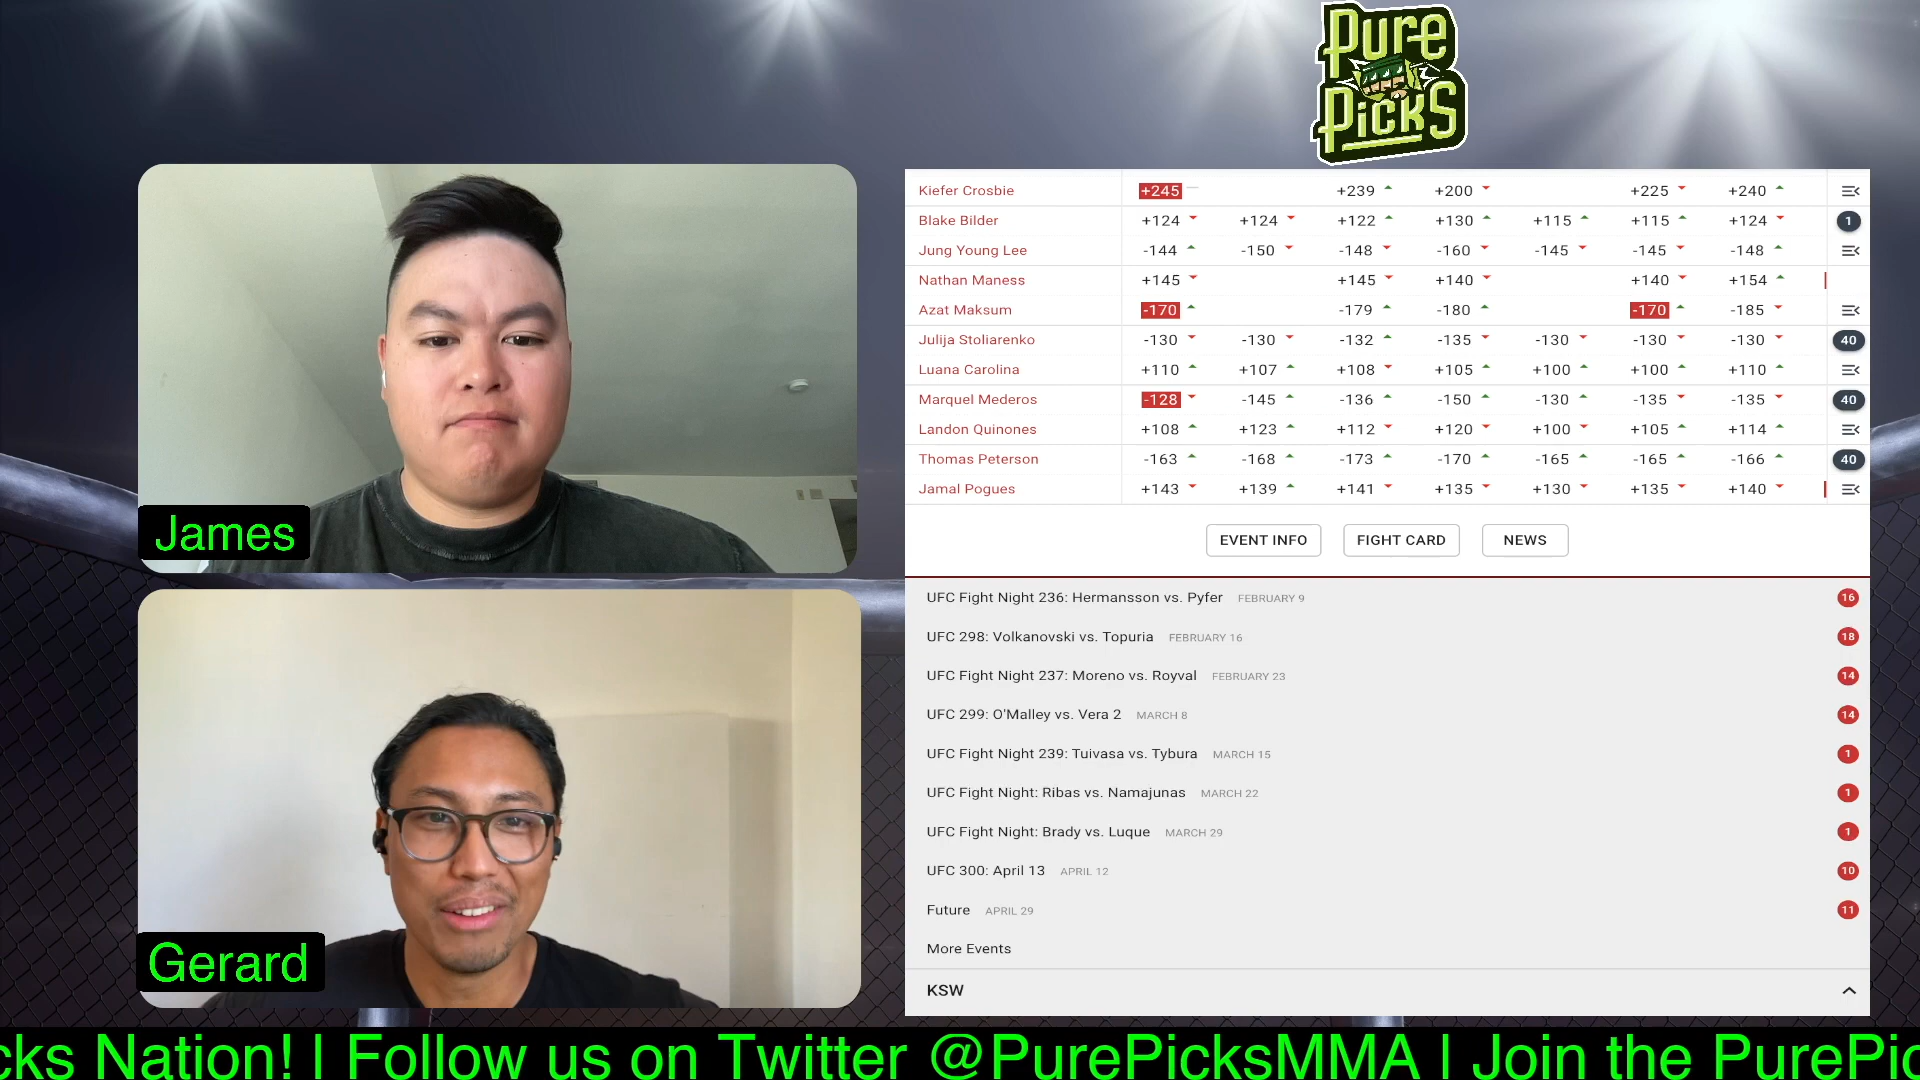 Pure
Picks
Kiefer Crosbie +245 +239 +200 +225 +240
Blake Bilder +124 +124 +122 +130 +115 +115 +124 1
Jung Young Lee -144 -150 -148 -160 -145 -145 -148
Nathan Maness +145 +145 +140 +140 +154
Azat Maksum -170 -179 -180 -170 -185
Julija Stoliarenko -130 -130 -132 -135 -130 -130 -130 40
Luana Carolina +110 +107 +108 +105 +100 +100 +110
Marquel Mederos -128 -145 -136 -150 -130 -135 -135 40
Landon Quinones +108 +123 +112 +120 +100 +105 +114
Thomas Peterson -163 -168 -173 -170 -165 -165 -166 40
Jamal Pogues +143 +139 +141 +135 +130 +135 +140
EVENT INFO FIGHT CARD NEWS
UFC Fight Night 236: Hermansson vs. Pyfer FEBRUARY 9 16
UFC 298: Volkanovski vs. Topuria FEBRUARY 16 18
UFC Fight Night 237: Moreno vs. Royval FEBRUARY 23 14
UFC 299: O'Malley vs. Vera 2 MARCH 8 14
UFC Fight Night 239: Tuivasa vs. Tybura MARCH 15 1
UFC Fight Night: Ribas vs. Namajunas MARCH 22 1
UFC Fight Night: Brady vs. Luque MARCH 29 1
UFC 300: April 13 APRIL 12 10
Future APRIL 29 11
More Events
KSW
James
Gerard
cks Nation! | Follow us on Twitter @PurePicksMMA | Join the PurePic